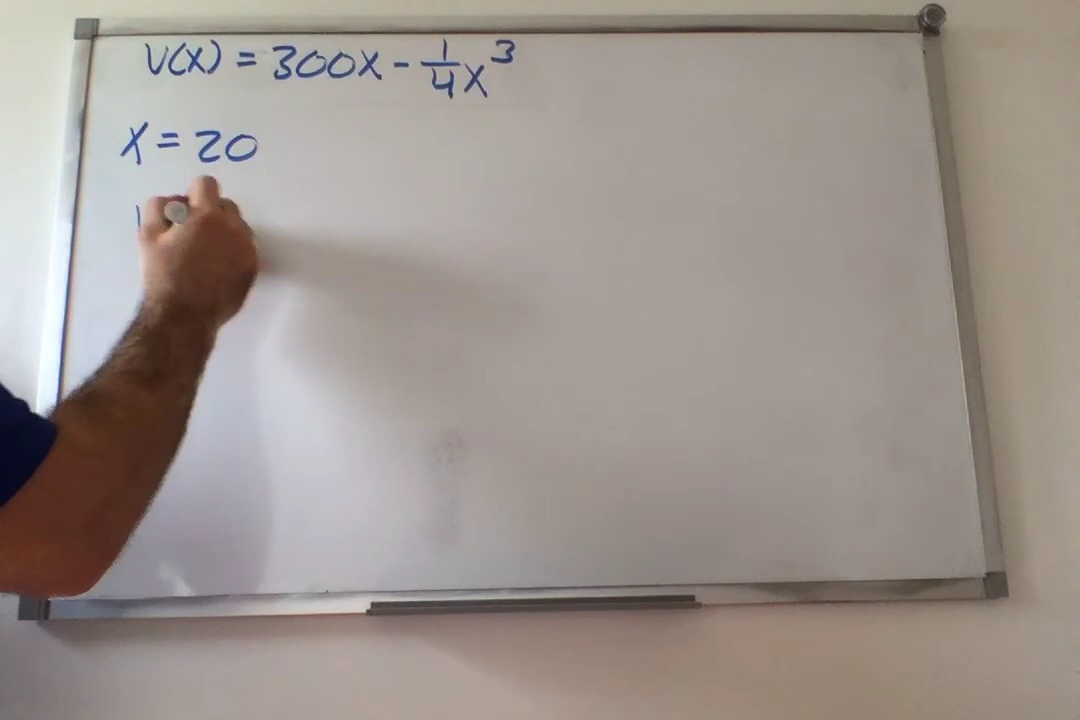 V(X) = 300X - 1/4 X³
X = 20